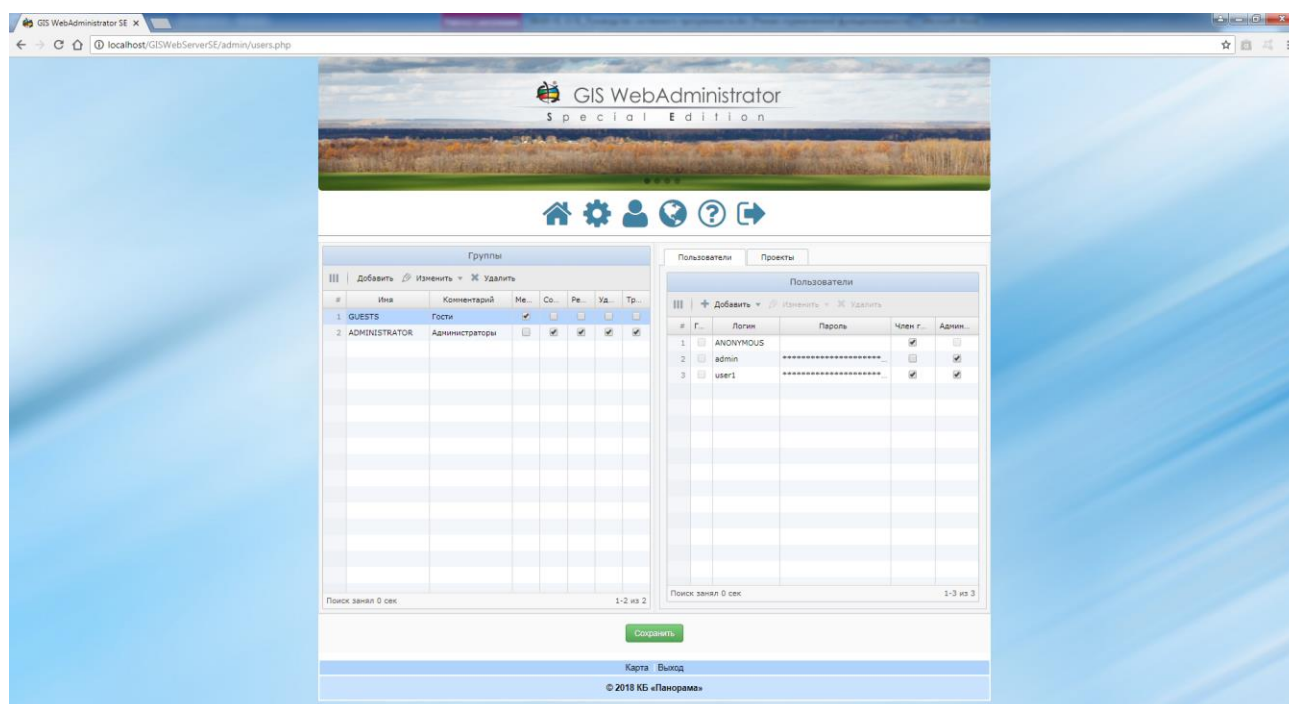 GIS WebAdministrator SE
localhost/GISWebServerSE/admin/users.php
GIS WebAdministrator
Special Edition
Группы
Добавить Изменить Удалить
# Имя Комментарий Ме... Со... Ре... Уд... Тр...
1 GUESTS Гости
2 ADMINISTRATOR Администраторы
Поиск занял 0 сек 1-2 из 2
Пользователи Проекты
Пользователи
Добавить Изменить Удалить
# Г... Логин Пароль Член г... Админ...
1 ANONYMOUS
2 admin *********************...
3 user1 *********************...
Поиск занял 0 сек 1-3 из 3
Сохранить
Карта Выход
© 2018 КБ «Панорама»